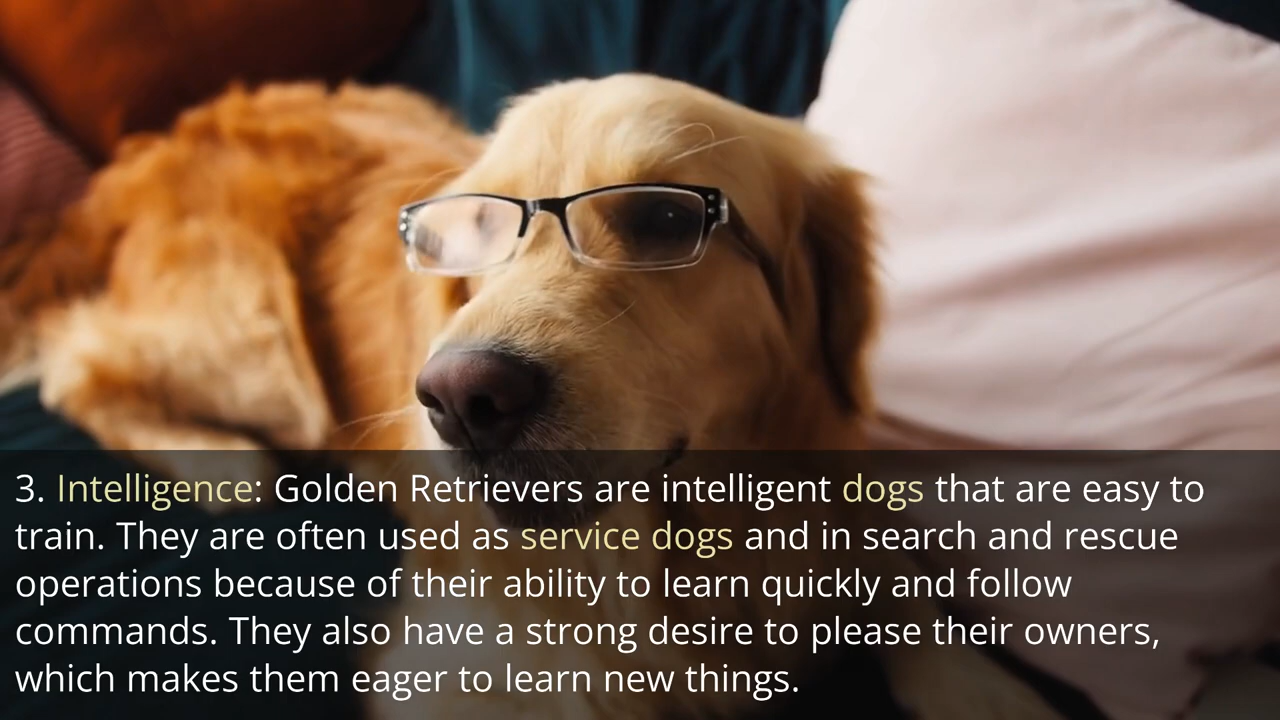 3. Intelligence: Golden Retrievers are intelligent dogs that are easy to
train. They are often used as service dogs and in search and rescue
operations because of their ability to learn quickly and follow
commands. They also have a strong desire to please their owners,
which makes them eager to learn new things.